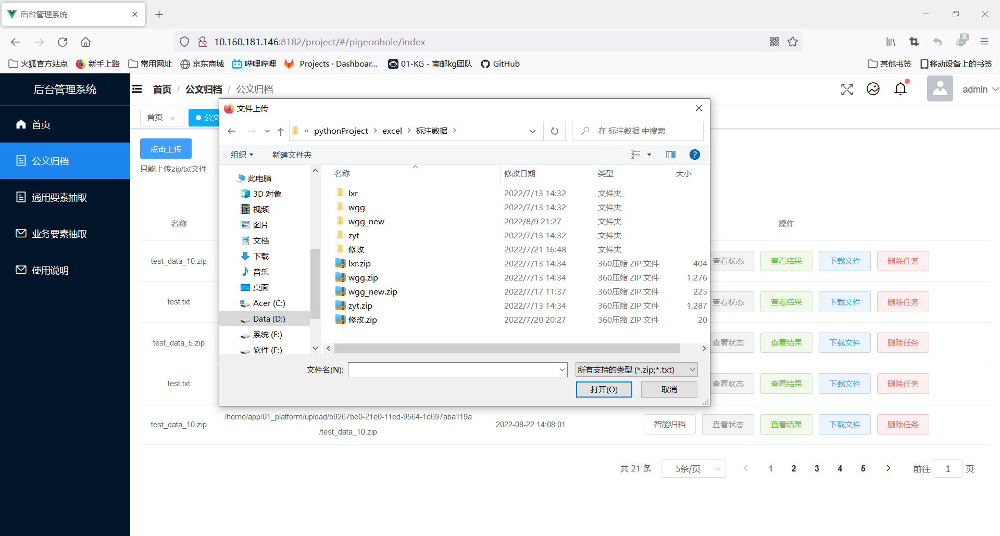 后台管理系统
10.160.181.146:8182/project/#/pigeonhole/index
火狐官方站点 新手上路 常用网址 京东商城 哔哩哔哩 Projects · Dashboar... 01-KG - 南邮kg团队 GitHub 其他书签 移动设备上的书签
后台管理系统 首页 / 公文归档 / 公文归档 admin
首页 公文
首页
公文归档
通用要素抽取
业务要素抽取
使用说明
点击上传
只能上传zip/txt文件
文件上传
« pythonProject > excel > 标注数据 > 在 标注数据 中搜索
组织 新建文件夹 ?
此电脑
3D 对象
视频
图片
文档
下载
音乐
桌面
Acer (C:)
Data (D:)
系统 (E:)
软件 (F:)
名称 修改日期 类型 大小
lxr 2022/7/13 14:32 文件夹
wgg 2022/7/13 14:32 文件夹
wgg_new 2022/8/9 21:27 文件夹
zyt 2022/7/13 14:32 文件夹
修改 2022/7/21 16:48 文件夹
lxr.zip 2022/7/13 14:34 360压缩 ZIP 文件 404
wgg.zip 2022/7/13 14:34 360压缩 ZIP 文件 1,276
wgg_new.zip 2022/7/17 11:37 360压缩 ZIP 文件 225
zyt.zip 2022/7/13 14:34 360压缩 ZIP 文件 1,287
修改.zip 2022/7/20 20:27 360压缩 ZIP 文件 20
文件名(N): 所有支持的类型 (*.zip;*.txt)
打开(O) 取消
名称 操作
test_data_10.zip 查看状态 查看结果 下载文件 删除任务
test.txt 查看状态 查看结果 下载文件 删除任务
test_data_5.zip 查看状态 查看结果 下载文件 删除任务
test.txt 查看状态 查看结果 下载文件 删除任务
test_data_10.zip /home/app/01_platform/upload/b9267be0-21e0-11ed-9564-1c697aba119a
/test_data_10.zip 2022-08-22 14:08:01 智能归档 查看状态 查看结果 下载文件 删除任务
共 21 条 5条/页 1 2 3 4 5 前往 1 页